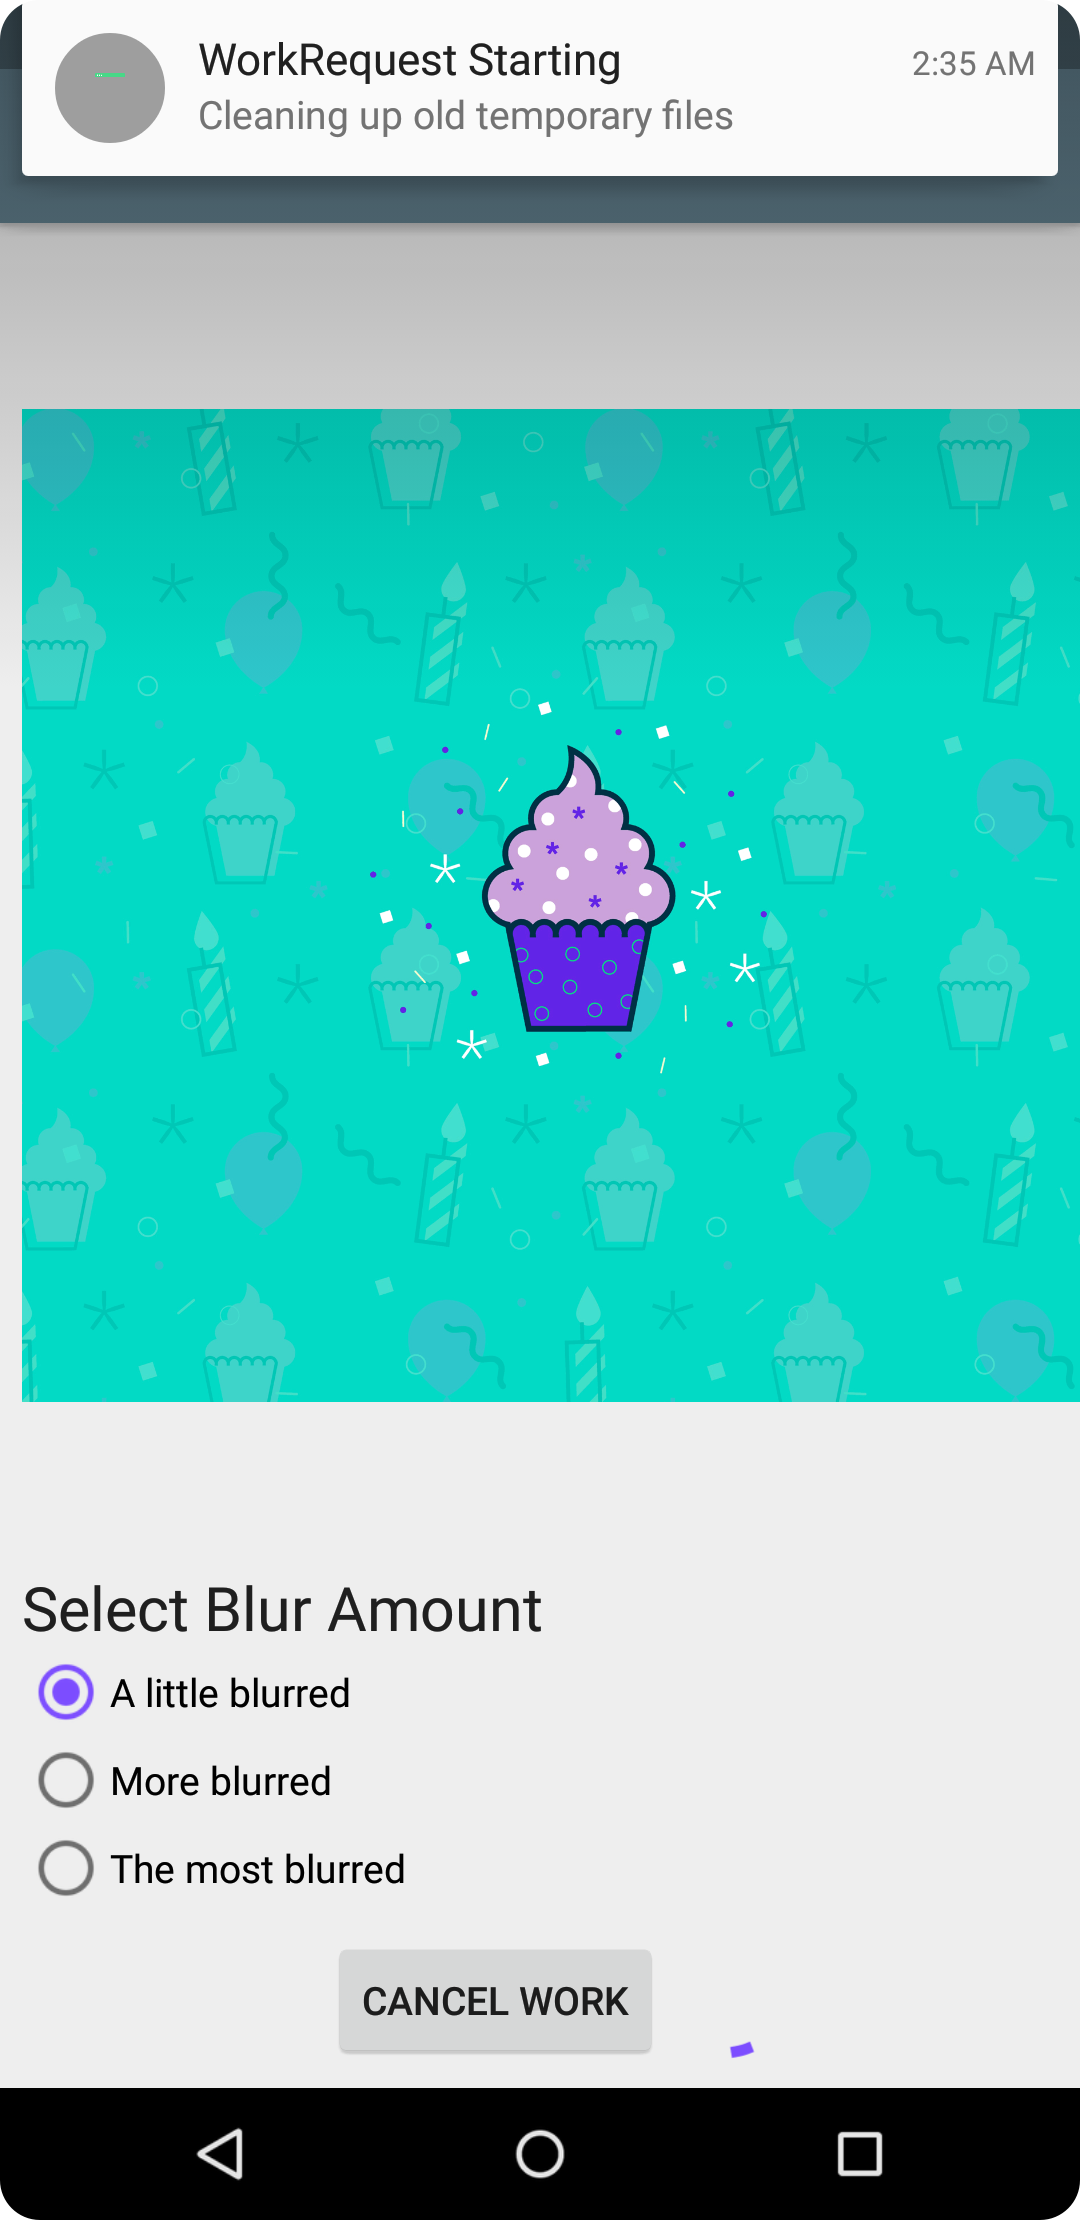 WorkRequest Starting
2:35 AM
Cleaning up old temporary files
Select Blur Amount
A little blurred
More blurred
The most blurred
CANCEL WORK